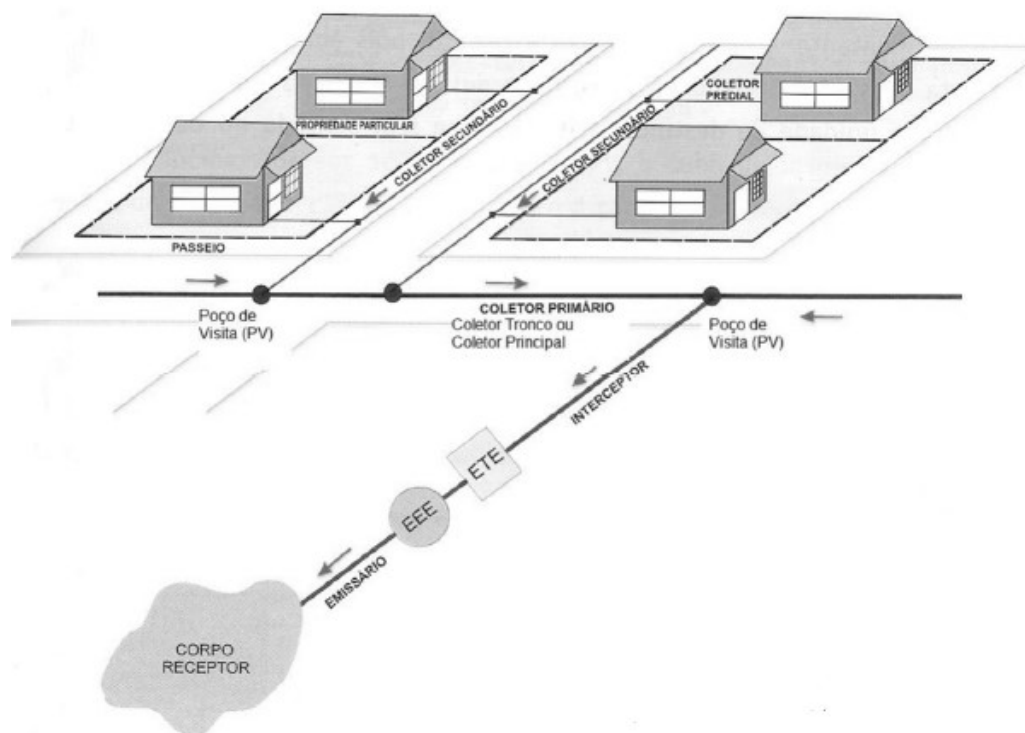 PROPRIEDADE PARTICULAR
COLETOR SECUNDÁRIO
COLETOR
PREDIAL
COLETOR SECUNDÁRIO
PASSEIO
Poço de
Visita (PV)
COLETOR PRIMÁRIO
Coletor Tronco ou
Coletor Principal
Poço de
Visita (PV)
INTERCEPTOR
ETE
EEE
EMISSÁRIO
CORPO
RECEPTOR